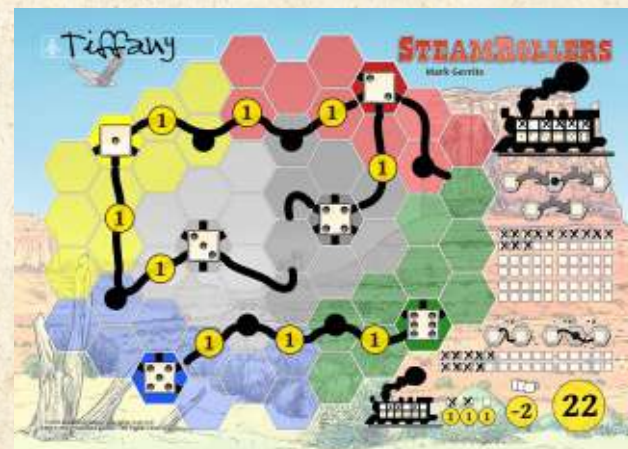 Tiffany
STEAMROLLERS
Mark Gerrits
1 1 1
1
1
1
1 1 1
1 1 1 -2 22